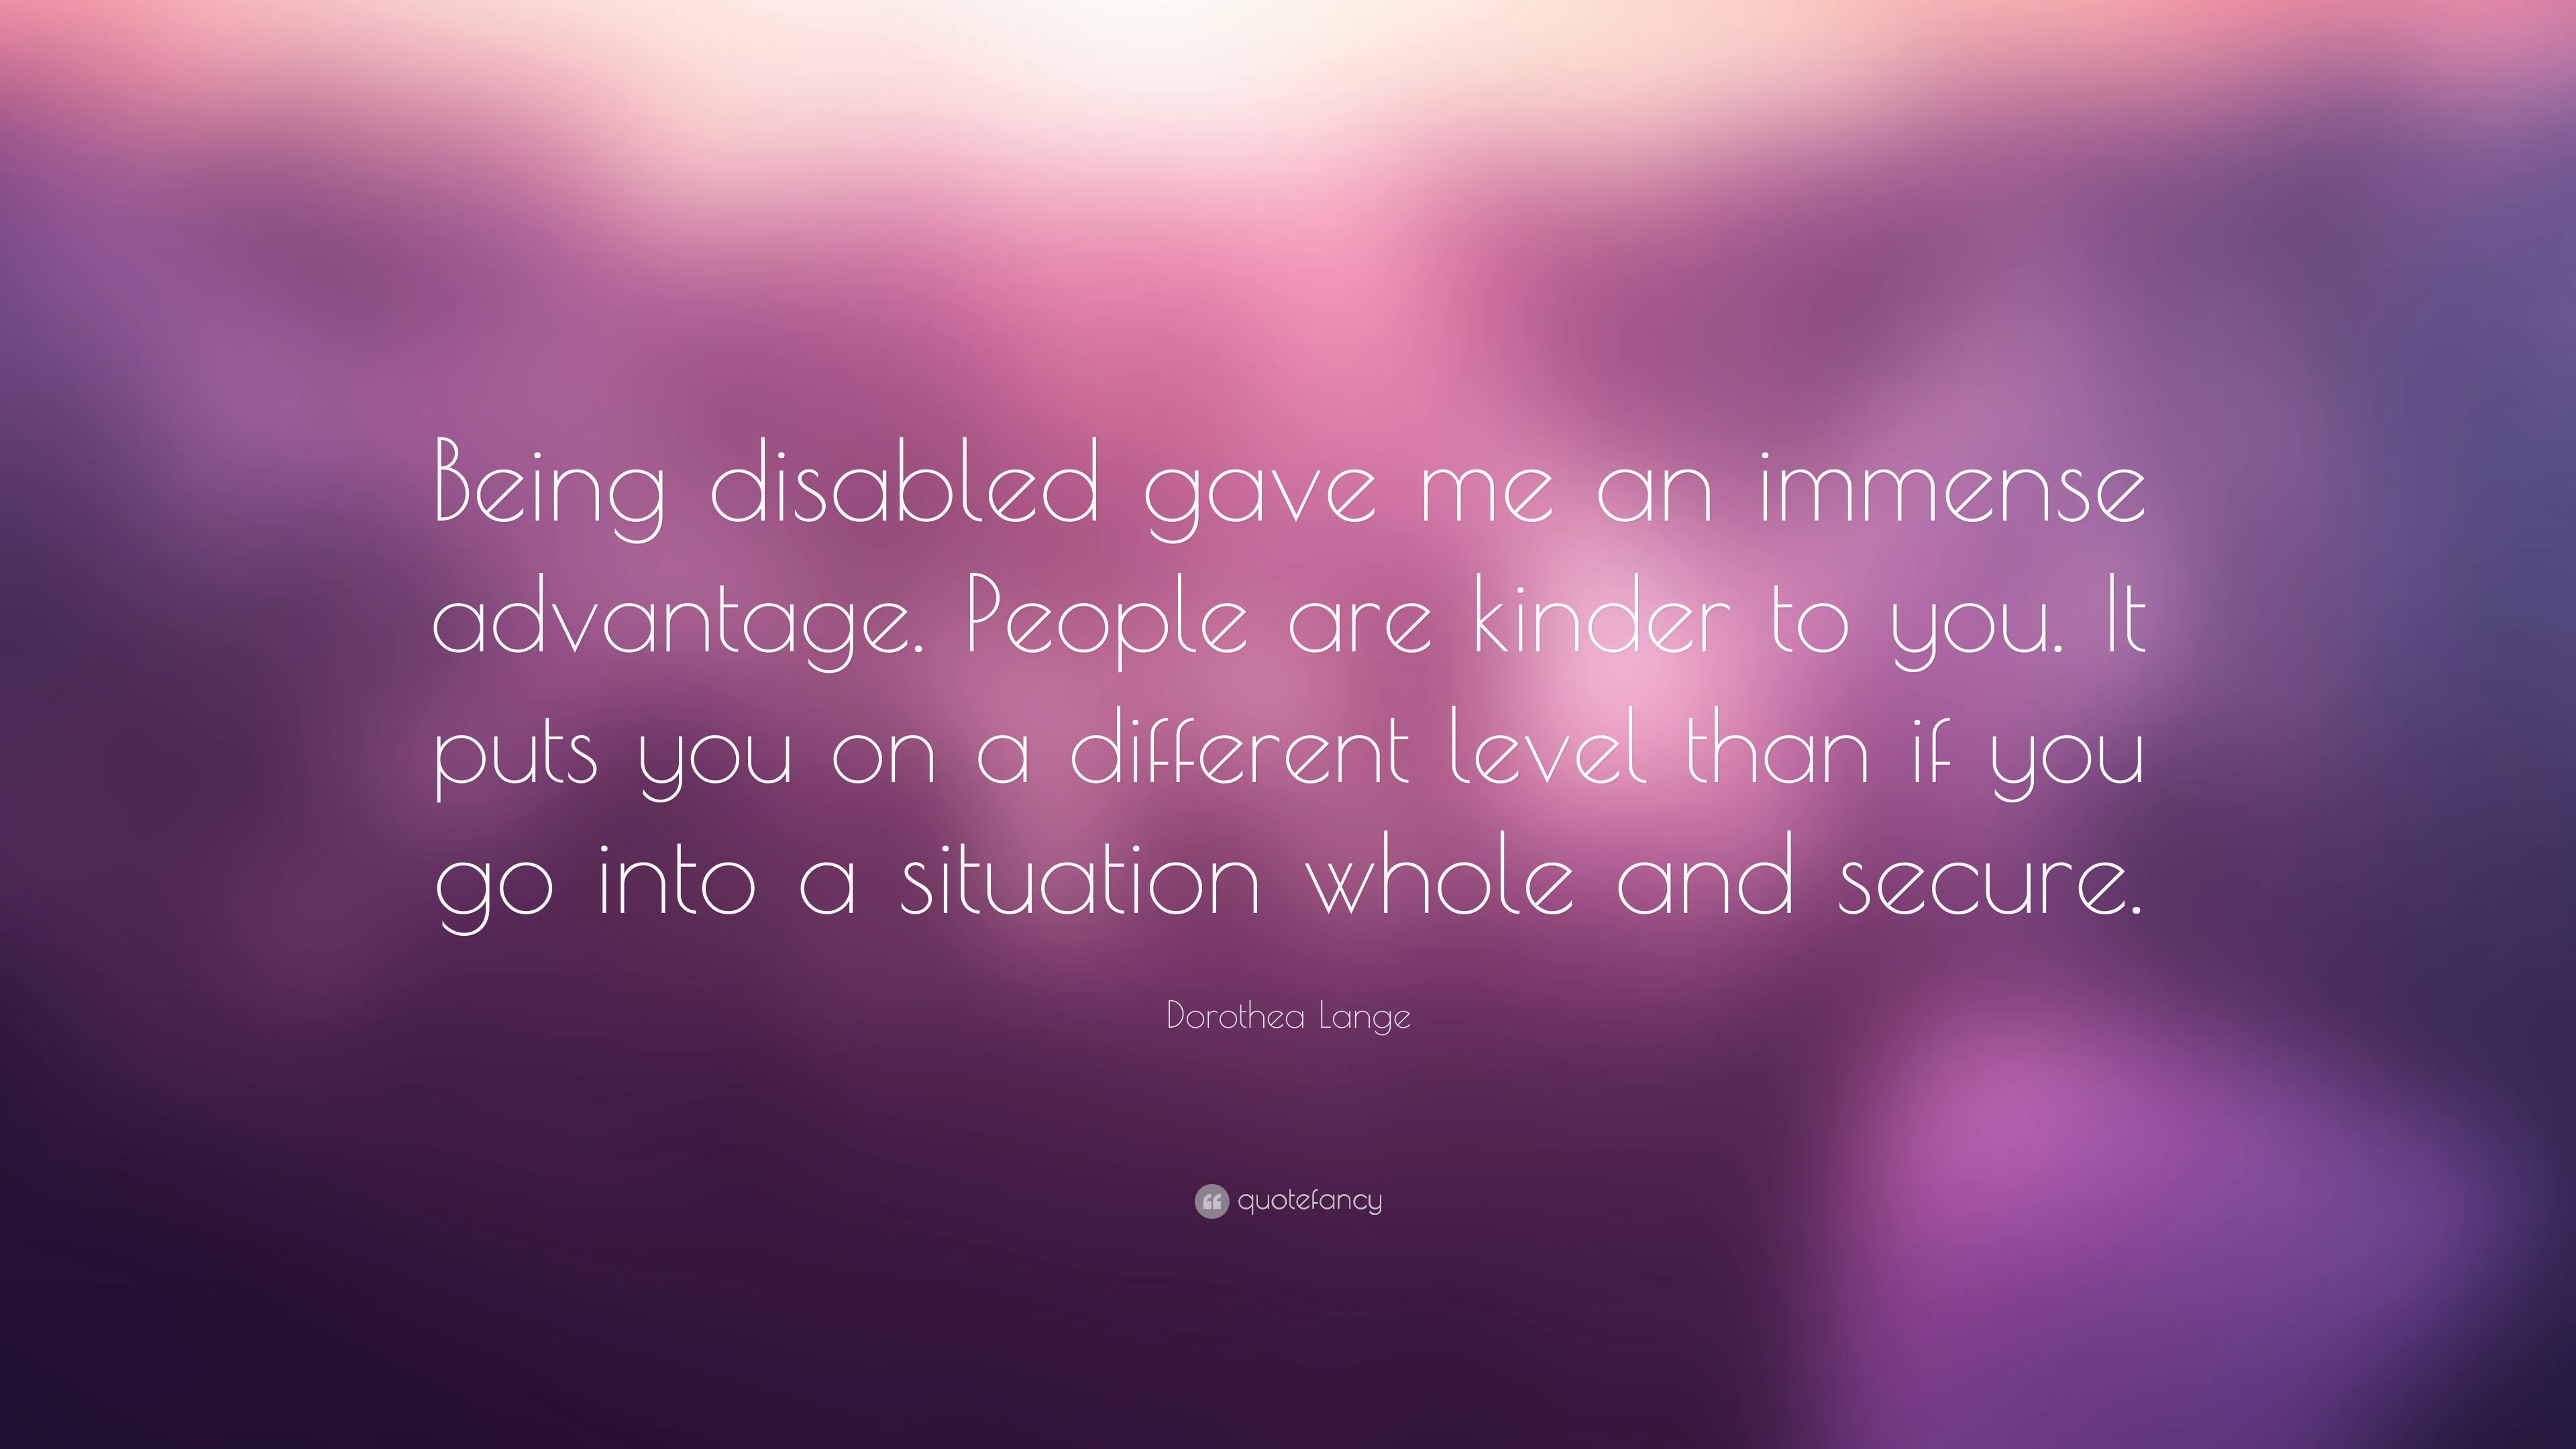 Being disabled gave me an immense
advantage. People are kinder to you. It
puts you on a different level than if you
go into a situation whole and secure.
Dorothea Lange
quotefancy